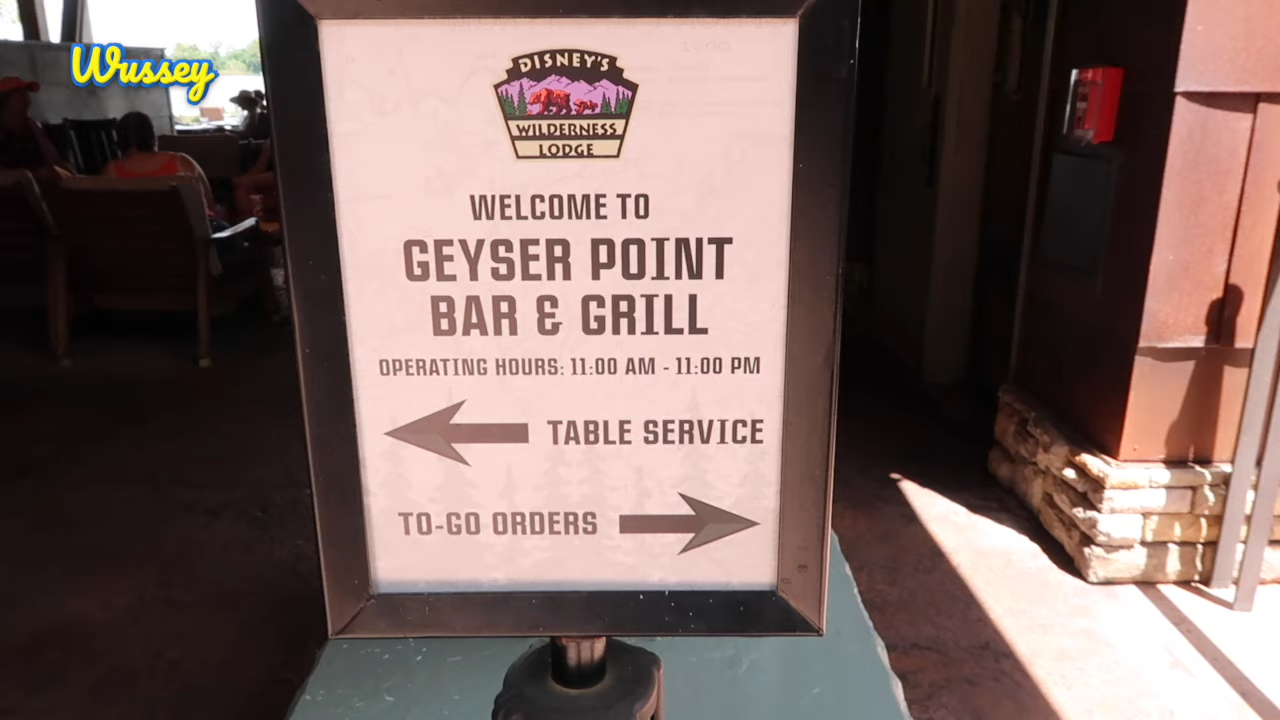 Wussey
DISNEY'S
WILDERNESS
LODGE
WELCOME TO
GEYSER POINT
BAR & GRILL
OPERATING HOURS: 11:00 AM - 11:00 PM
TABLE SERVICE
TO-GO ORDERS